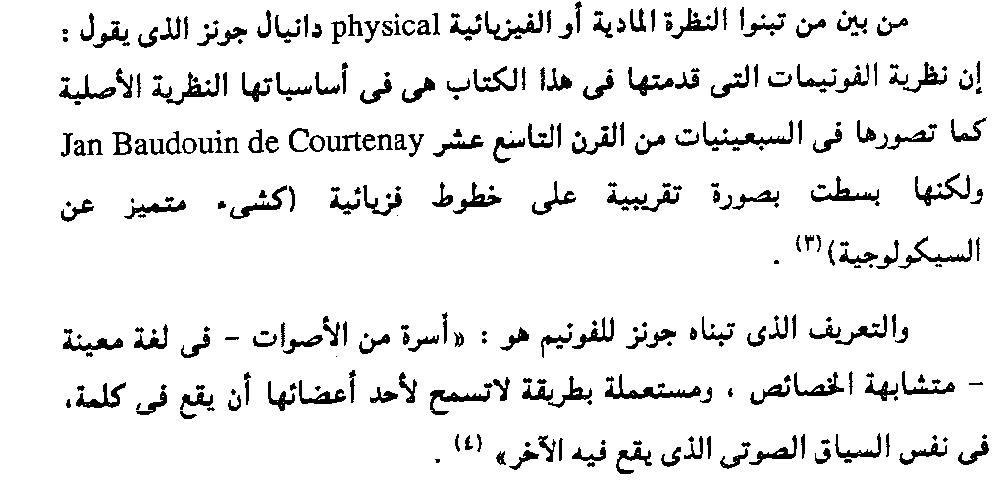 من بين من تبنوا النظرة المادية أو الفيزيائية physical دانيال جونز الذى يقول :
إن نظرية الفونيمات التى قدمتها فى هذا الكتاب هى فى أساسياتها النظرية الأصلية
كما تصورها فى السبعينيات من القرن التاسع عشر Jan Baudouin de Courtenay
ولكنها بسطت بصورة تقريبية على خطوط فزيائية (كشىء متميز عن
السيكولوجية)(٣) .
والتعريف الذى تبناه جونز للفونيم هو : «أسرة من الأصوات - فى لغة معينة
- متشابهة الخصائص ، ومستعملة بطريقة لاتسمح لأحد أعضائها أن يقع فى كلمة،
فى نفس السياق الصوتى الذى يقع فيه الآخر» (٤) .